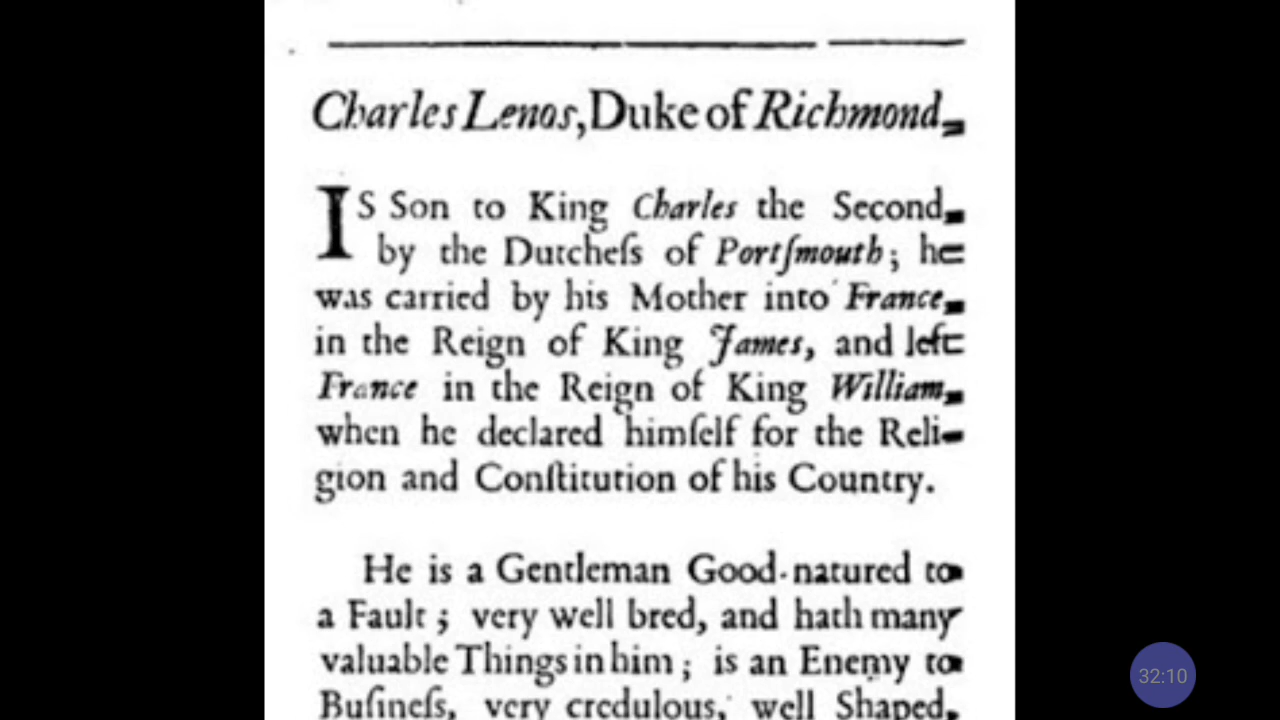 Charles Lenos, Duke of Richmond,
IS Son to King Charles the Second,
by the Dutcheſs of Portſmouth; he
was carried by his Mother into France,
in the Reign of King James, and left
France in the Reign of King William,
when he declared himſelf for the Reli-
gion and Conſtitution of his Country.
He is a Gentleman Good-natured to
a Fault; very well bred, and hath many
valuable Things in him; is an Enemy to
Buſineſs, very credulous, well Shaped,
32:10